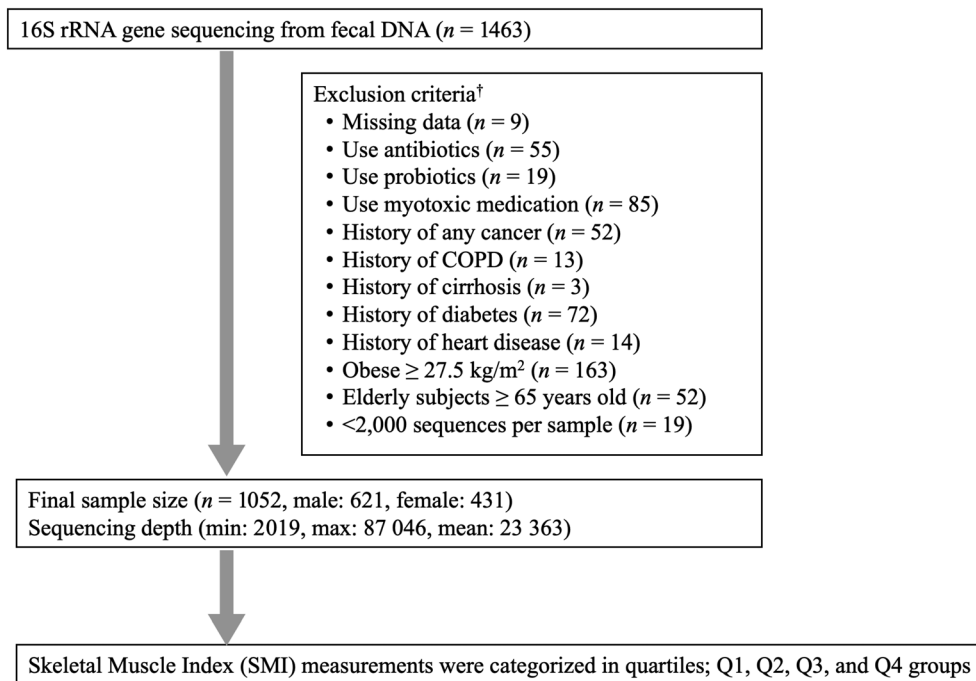 16S rRNA gene sequencing from fecal DNA (n = 1463)
Exclusion criteria†
• Missing data (n = 9)
• Use antibiotics (n = 55)
• Use probiotics (n = 19)
• Use myotoxic medication (n = 85)
• History of any cancer (n = 52)
• History of COPD (n = 13)
• History of cirrhosis (n = 3)
• History of diabetes (n = 72)
• History of heart disease (n = 14)
• Obese ≥ 27.5 kg/m² (n = 163)
• Elderly subjects ≥ 65 years old (n = 52)
• <2,000 sequences per sample (n = 19)
Final sample size (n = 1052, male: 621, female: 431)
Sequencing depth (min: 2019, max: 87 046, mean: 23 363)
Skeletal Muscle Index (SMI) measurements were categorized in quartiles; Q1, Q2, Q3, and Q4 groups